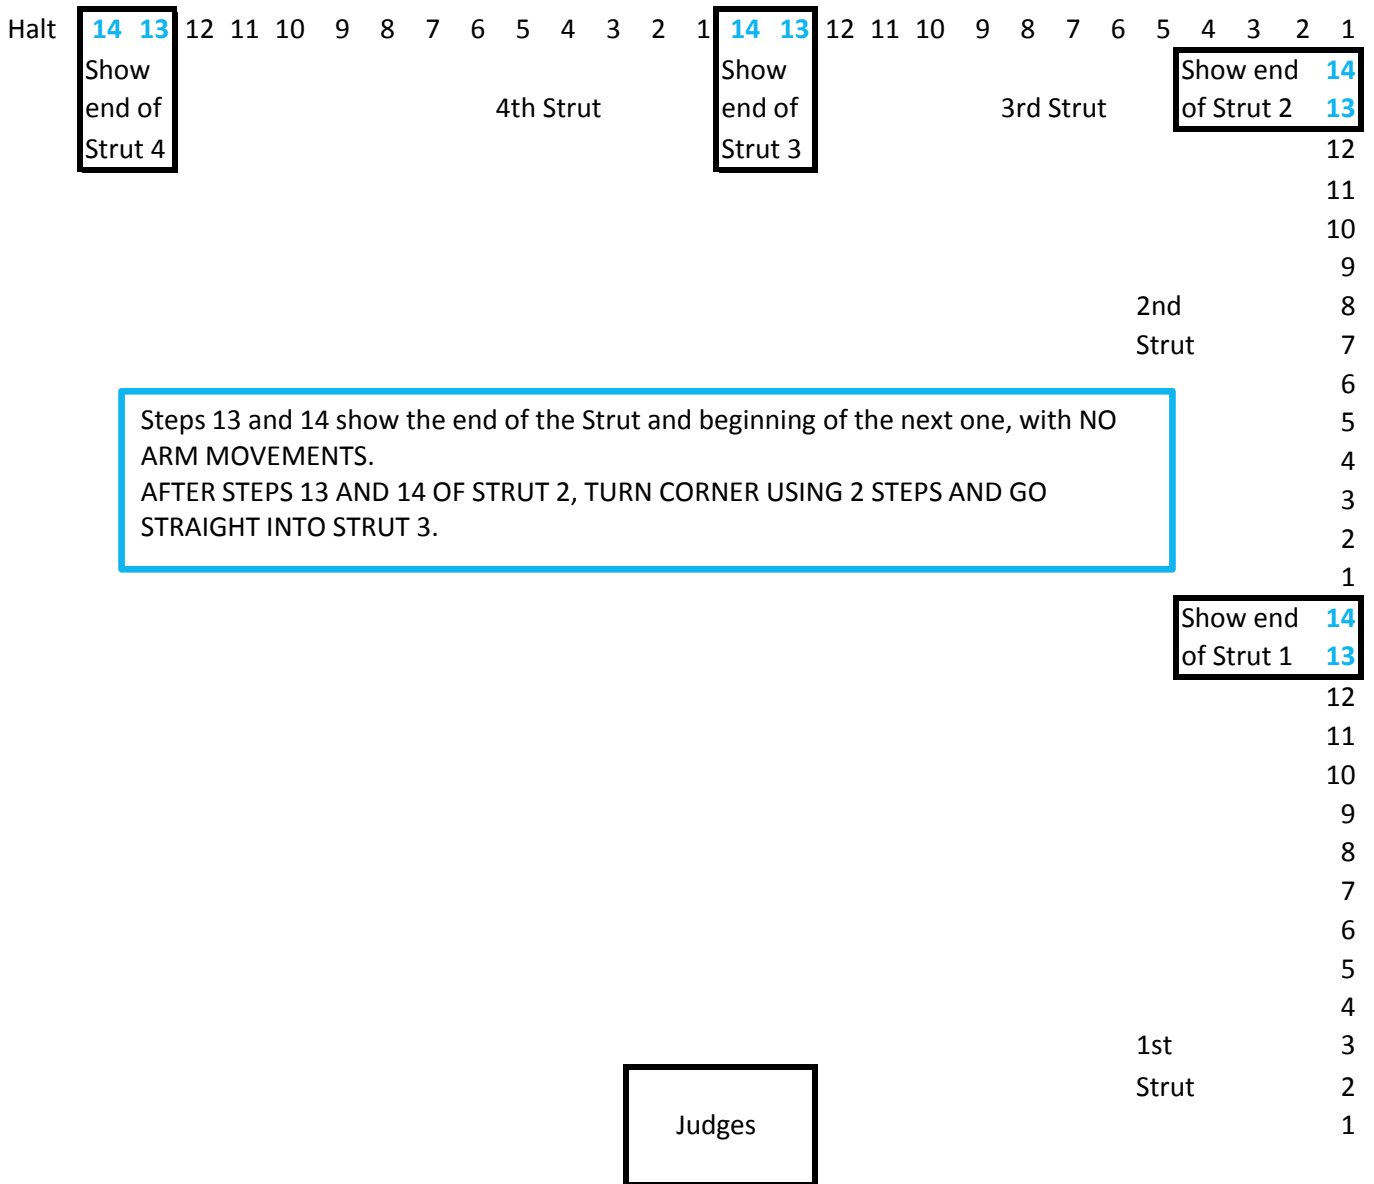 Halt 14 13 12 11 10 9 8 7 6 5 4 3 2 1 14 13 12 11 10 9 8 7 6 5 4 3 2 1
Show Show Show end 14
end of 4th Strut end of 3rd Strut of Strut 2 13
Strut 4 Strut 3 12
11
10
9
2nd 8
Strut 7
6
Steps 13 and 14 show the end of the Strut and beginning of the next one, with NO 5
ARM MOVEMENTS. 4
AFTER STEPS 13 AND 14 OF STRUT 2, TURN CORNER USING 2 STEPS AND GO 3
STRAIGHT INTO STRUT 3. 2
1
Show end 14
of Strut 1 13
12
11
10
9
8
7
6
5
4
1st 3
Strut 2
Judges 1